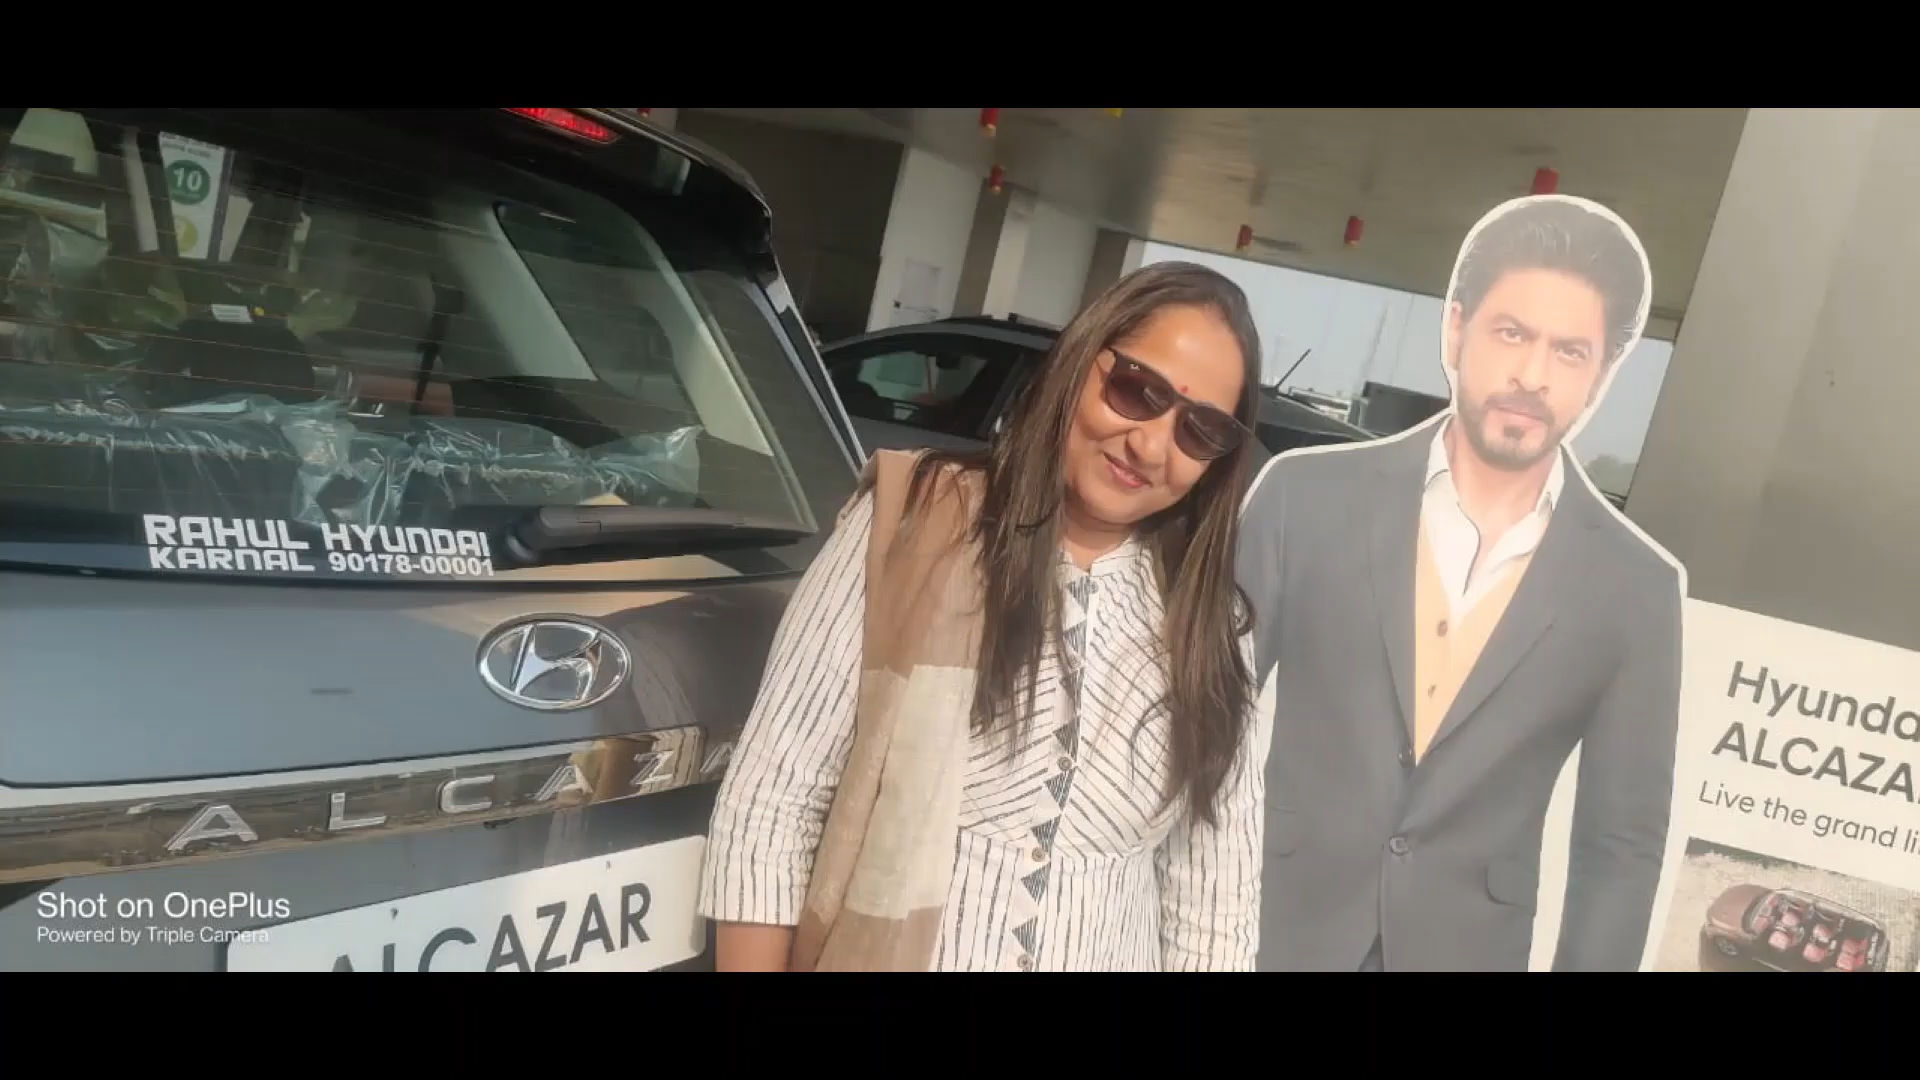 10
RAHUL HYUNDAI
KARNAL 90178-00001
ALCAZA
ALCAZAR
Shot on OnePlus
Powered by Triple Camera
Hyunda
ALCAZA
Live the grand li